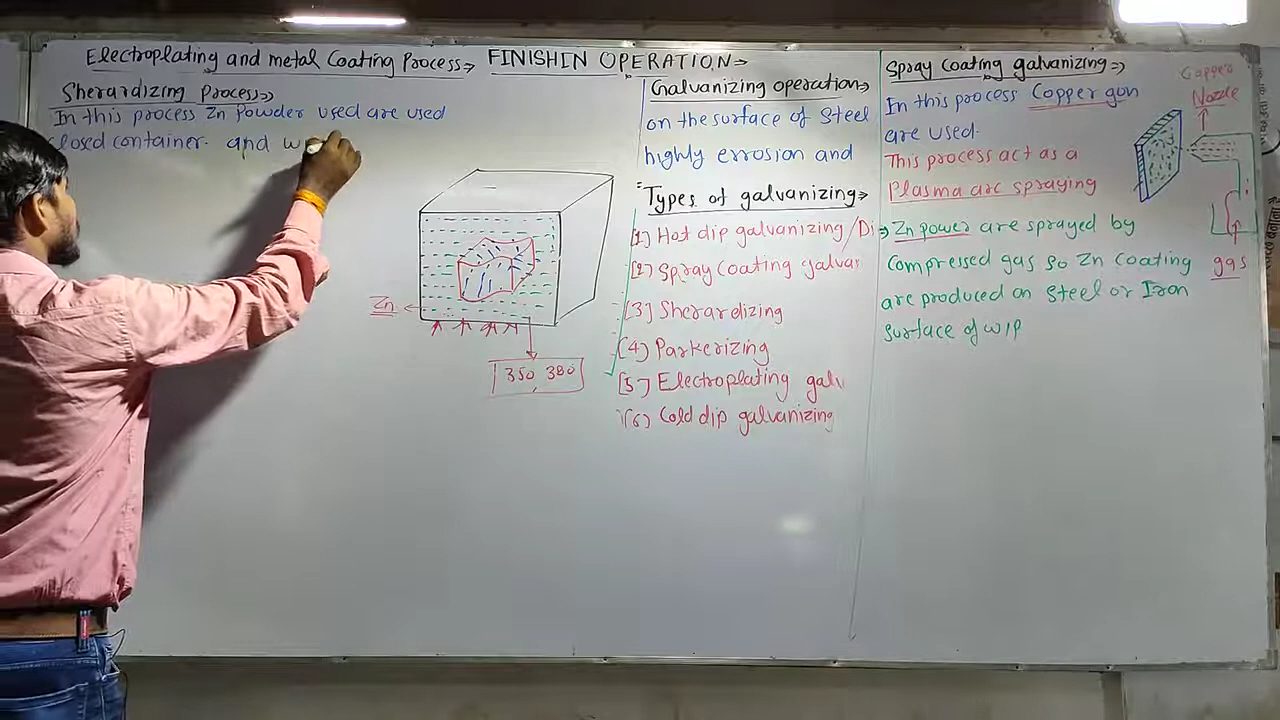 Electroplating and metal Coating Process→ FINISHIN OPERATION→
Sherardizing Process→
In this process Zn Powder used are used
closed container. and w
Zn
350, 380
Galvanizing operation→
on the surface of Steel
highly errosion and
Types of galvanizing→
(1) Hot dip galvanizing/Di
(2) Spray Coating galvar
(3) Sherardizing
(4) Parkerizing
(5) Electroplating galv
(6) Cold dip galvanizing
Spray Coating galvanizing→
In this process Copper gun
are used.
This process act as a
Plasma arc spraying
→ Zn power are sprayed by
Compressed gas so Zn Coating
are produced on Steel or Iron
surface of w/p
Copper
Nozzle
gas